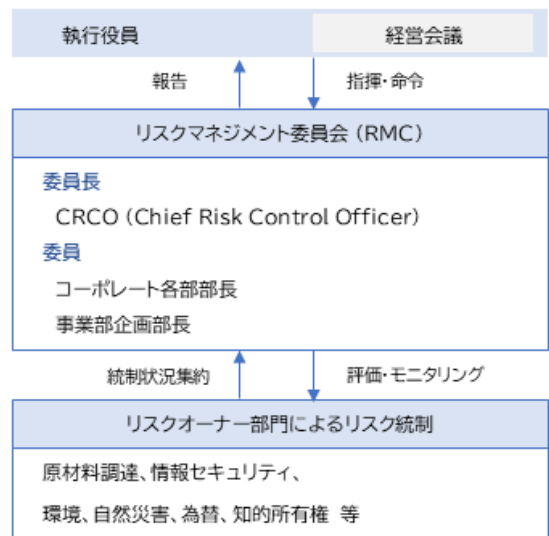 執行役員 経営会議
報告 指揮・命令
リスクマネジメント委員会 (RMC)
委員長
CRCO (Chief Risk Control Officer)
委員
コーポレート各部部長
事業部企画部長
統制状況集約 評価・モニタリング
リスクオーナー部門によるリスク統制
原材料調達、情報セキュリティ、
環境、自然災害、為替、知的所有権 等